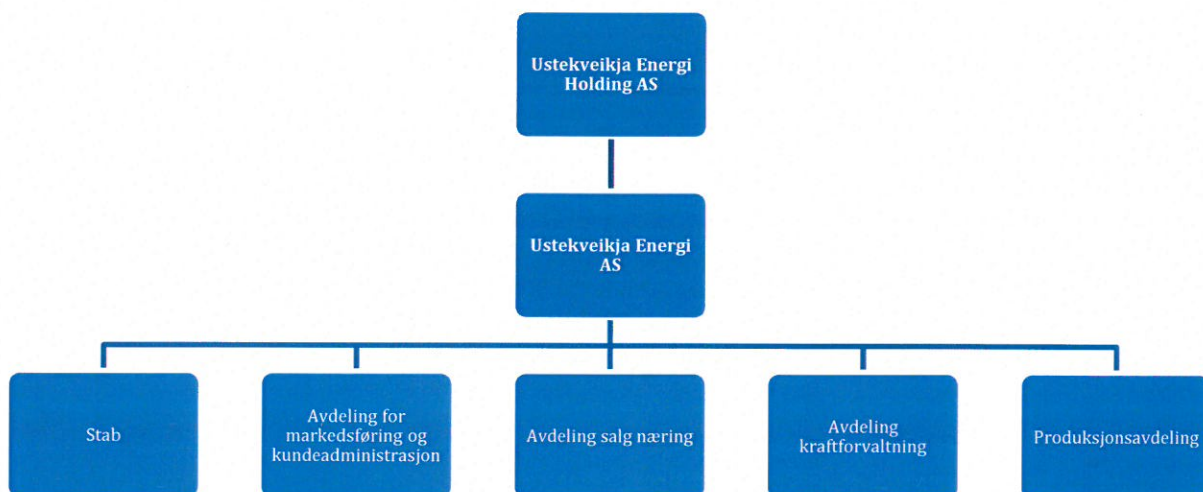 Ustekveikja Energi
Holding AS
Ustekveikja Energi
AS
Stab
Avdeling for
markedsføring og
kundeadministrasjon
Avdeling salg næring
Avdeling
kraftforvaltning
Produksjonsavdeling